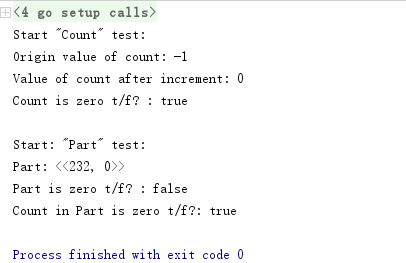 <4 go setup calls>
Start "Count" test:
Origin value of count: -1
Value of count after increment: 0
Count is zero t/f? : true
Start: "Part" test:
Part: <<232, 0>>
Part is zero t/f? : false
Count in Part is zero t/f?: true
Process finished with exit code 0